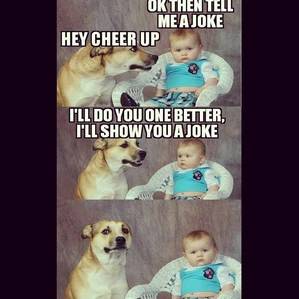 OK THEN TELL
ME A JOKE
HEY CHEER UP
I'LL DO YOU ONE BETTER,
I'LL SHOW YOU A JOKE